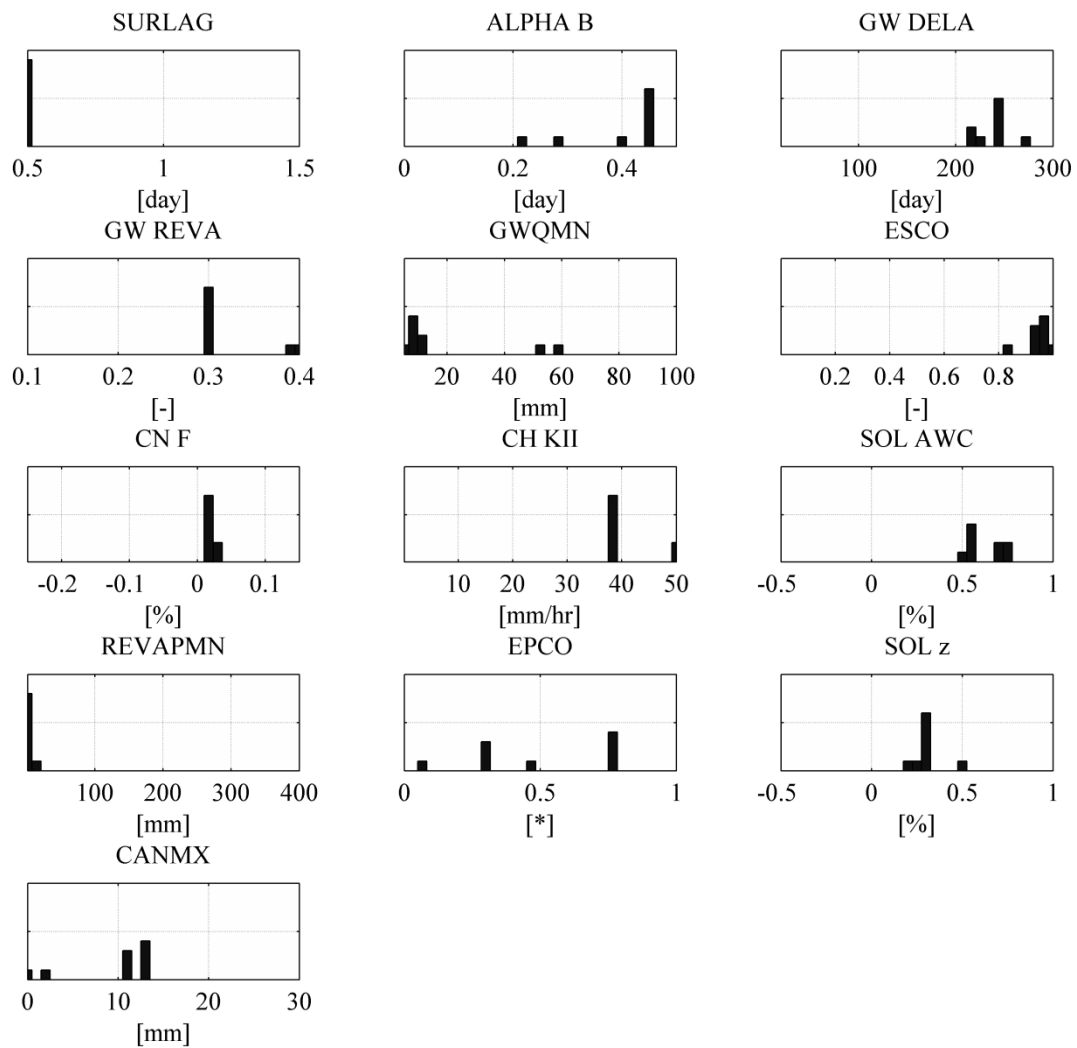 SURLAG ALPHA B GW DELA
0.5 1 1.5 0 0.2 0.4 100 200 300
[day] [day] [day]
GW REVA GWQMN ESCO
0.1 0.2 0.3 0.4 20 40 60 80 100 0.2 0.4 0.6 0.8
[-] [mm] [-]
CN F CH KII SOL AWC
-0.2 -0.1 0 0.1 10 20 30 40 50 -0.5 0 0.5 1
[%] [mm/hr] [%]
REVAPMN EPCO SOL z
100 200 300 400 0 0.5 1 -0.5 0 0.5 1
[mm] [*] [%]
CANMX
0 10 20 30
[mm]